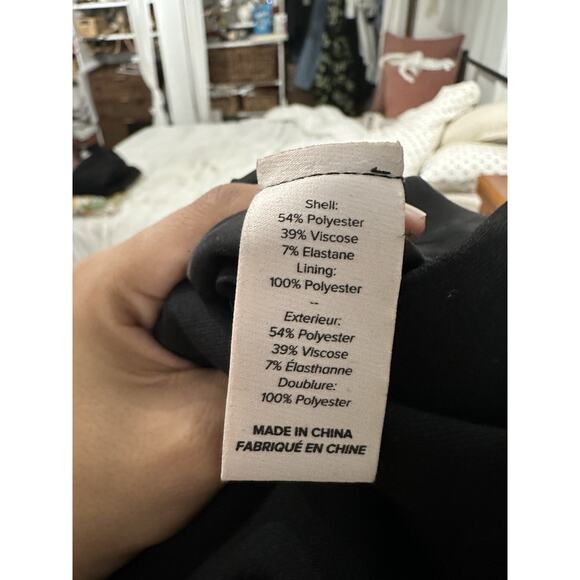 Shell:
54% Polyester
39% Viscose
7% Elastane
Lining:
100% Polyester
--
Exterieur:
54% Polyester
39% Viscose
7% Élasthanne
Doublure:
100% Polyester
MADE IN CHINA
FABRIQUÉ EN CHINE